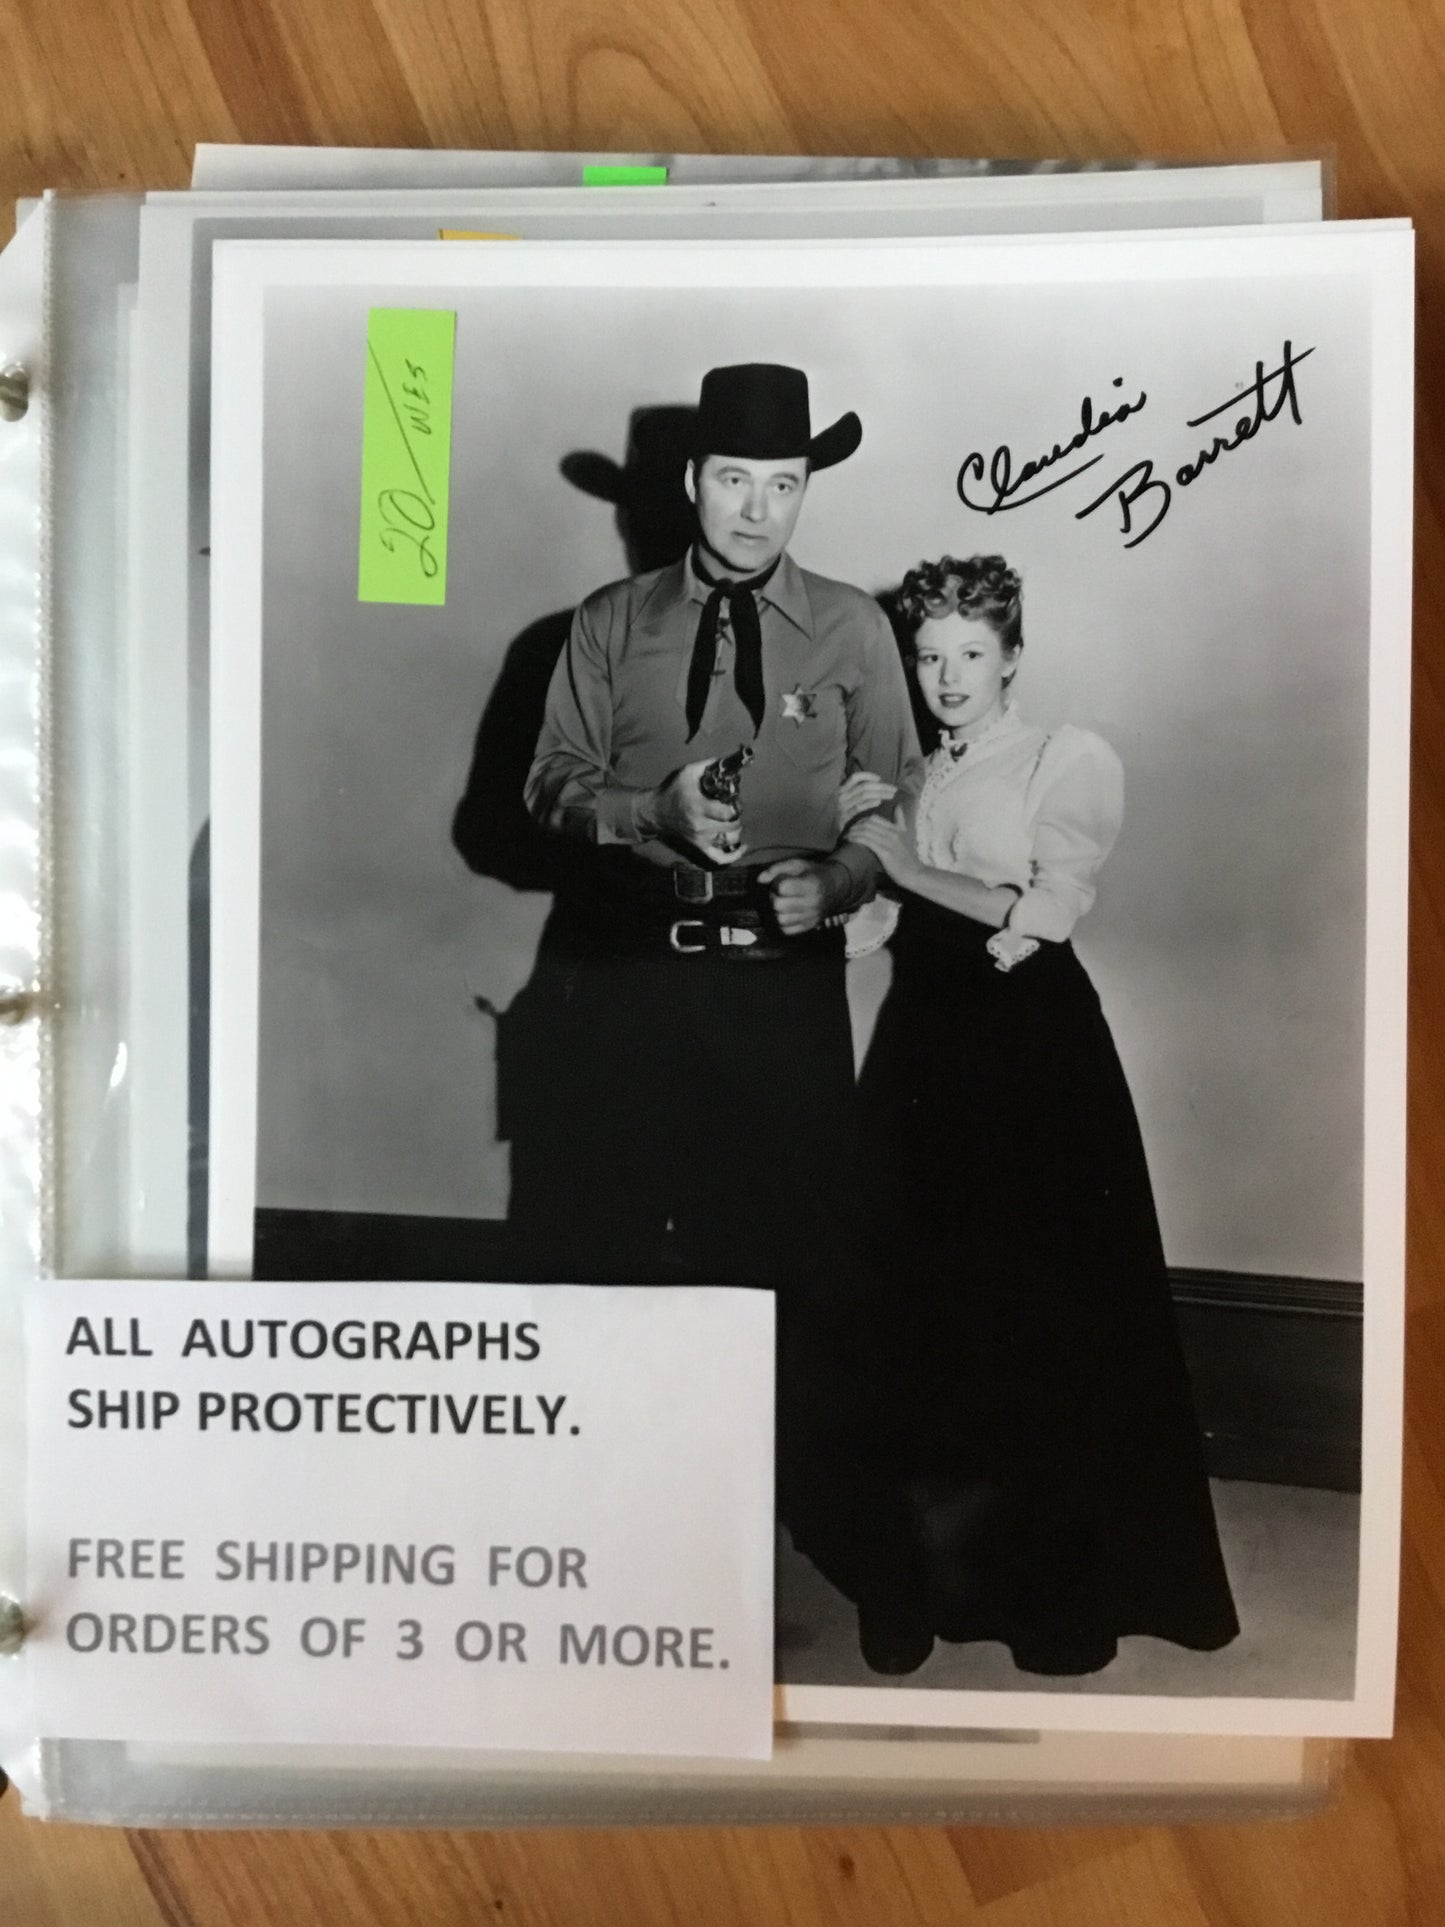 20/WES
Claudia
Barrett
ALL AUTOGRAPHS
SHIP PROTECTIVELY.
FREE SHIPPING FOR
ORDERS OF 3 OR MORE.